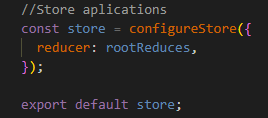 //Store aplications
const store = configureStore({
  reducer: rootReduces,
});

export default store;